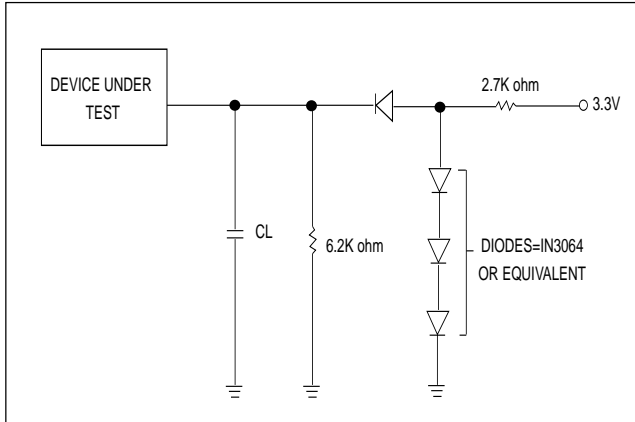 DEVICE UNDER
TEST
2.7K ohm
3.3V
CL
6.2K ohm
DIODES=IN3064
OR EQUIVALENT